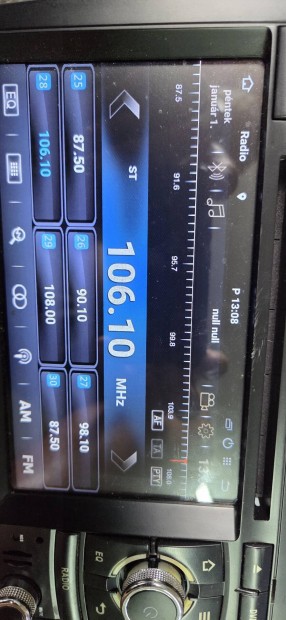 Radio
P 13:08
péntek
január 1.
null null
13:
87.5
91.6
95.7
99.8
103.9
108.0
ST
106.10
MHz
AF
TA
PTY
25
87.50
26
90.10
27
98.10
28
106.10
29
108.00
30
87.50
EQ
AM
FM
RADIO
EQ
DV